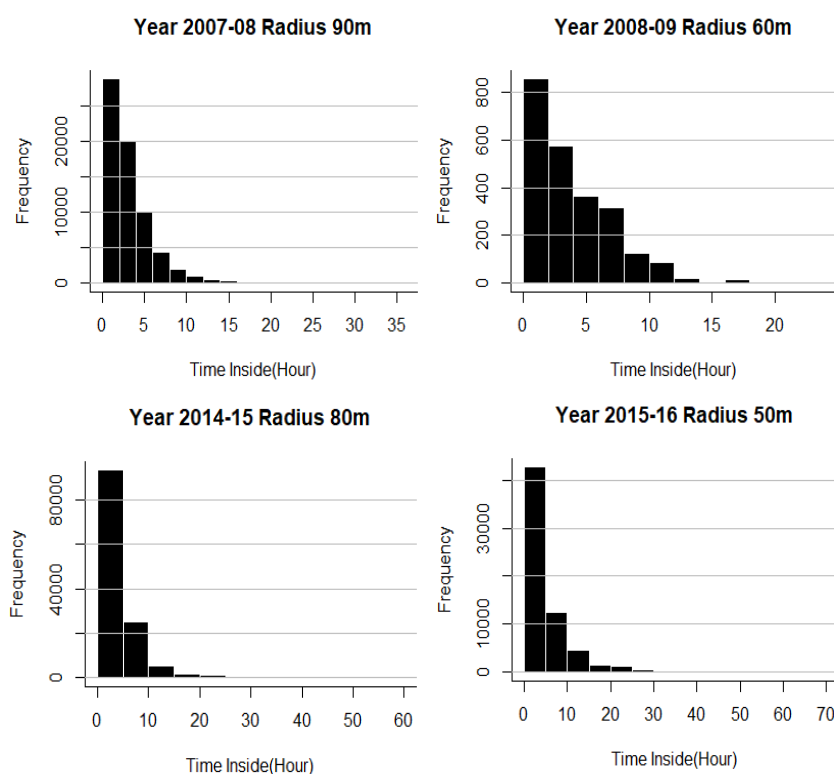 Year 2007-08 Radius 90m
Frequency
20000
10000
0
0 5 10 15 20 25 30 35
Time Inside(Hour)
Year 2008-09 Radius 60m
Frequency
800
600
400
200
0
0 5 10 15 20
Time Inside(Hour)
Year 2014-15 Radius 80m
Frequency
80000
40000
0
0 10 20 30 40 50 60
Time Inside(Hour)
Year 2015-16 Radius 50m
Frequency
30000
10000
0
0 10 20 30 40 50 60 70
Time Inside(Hour)